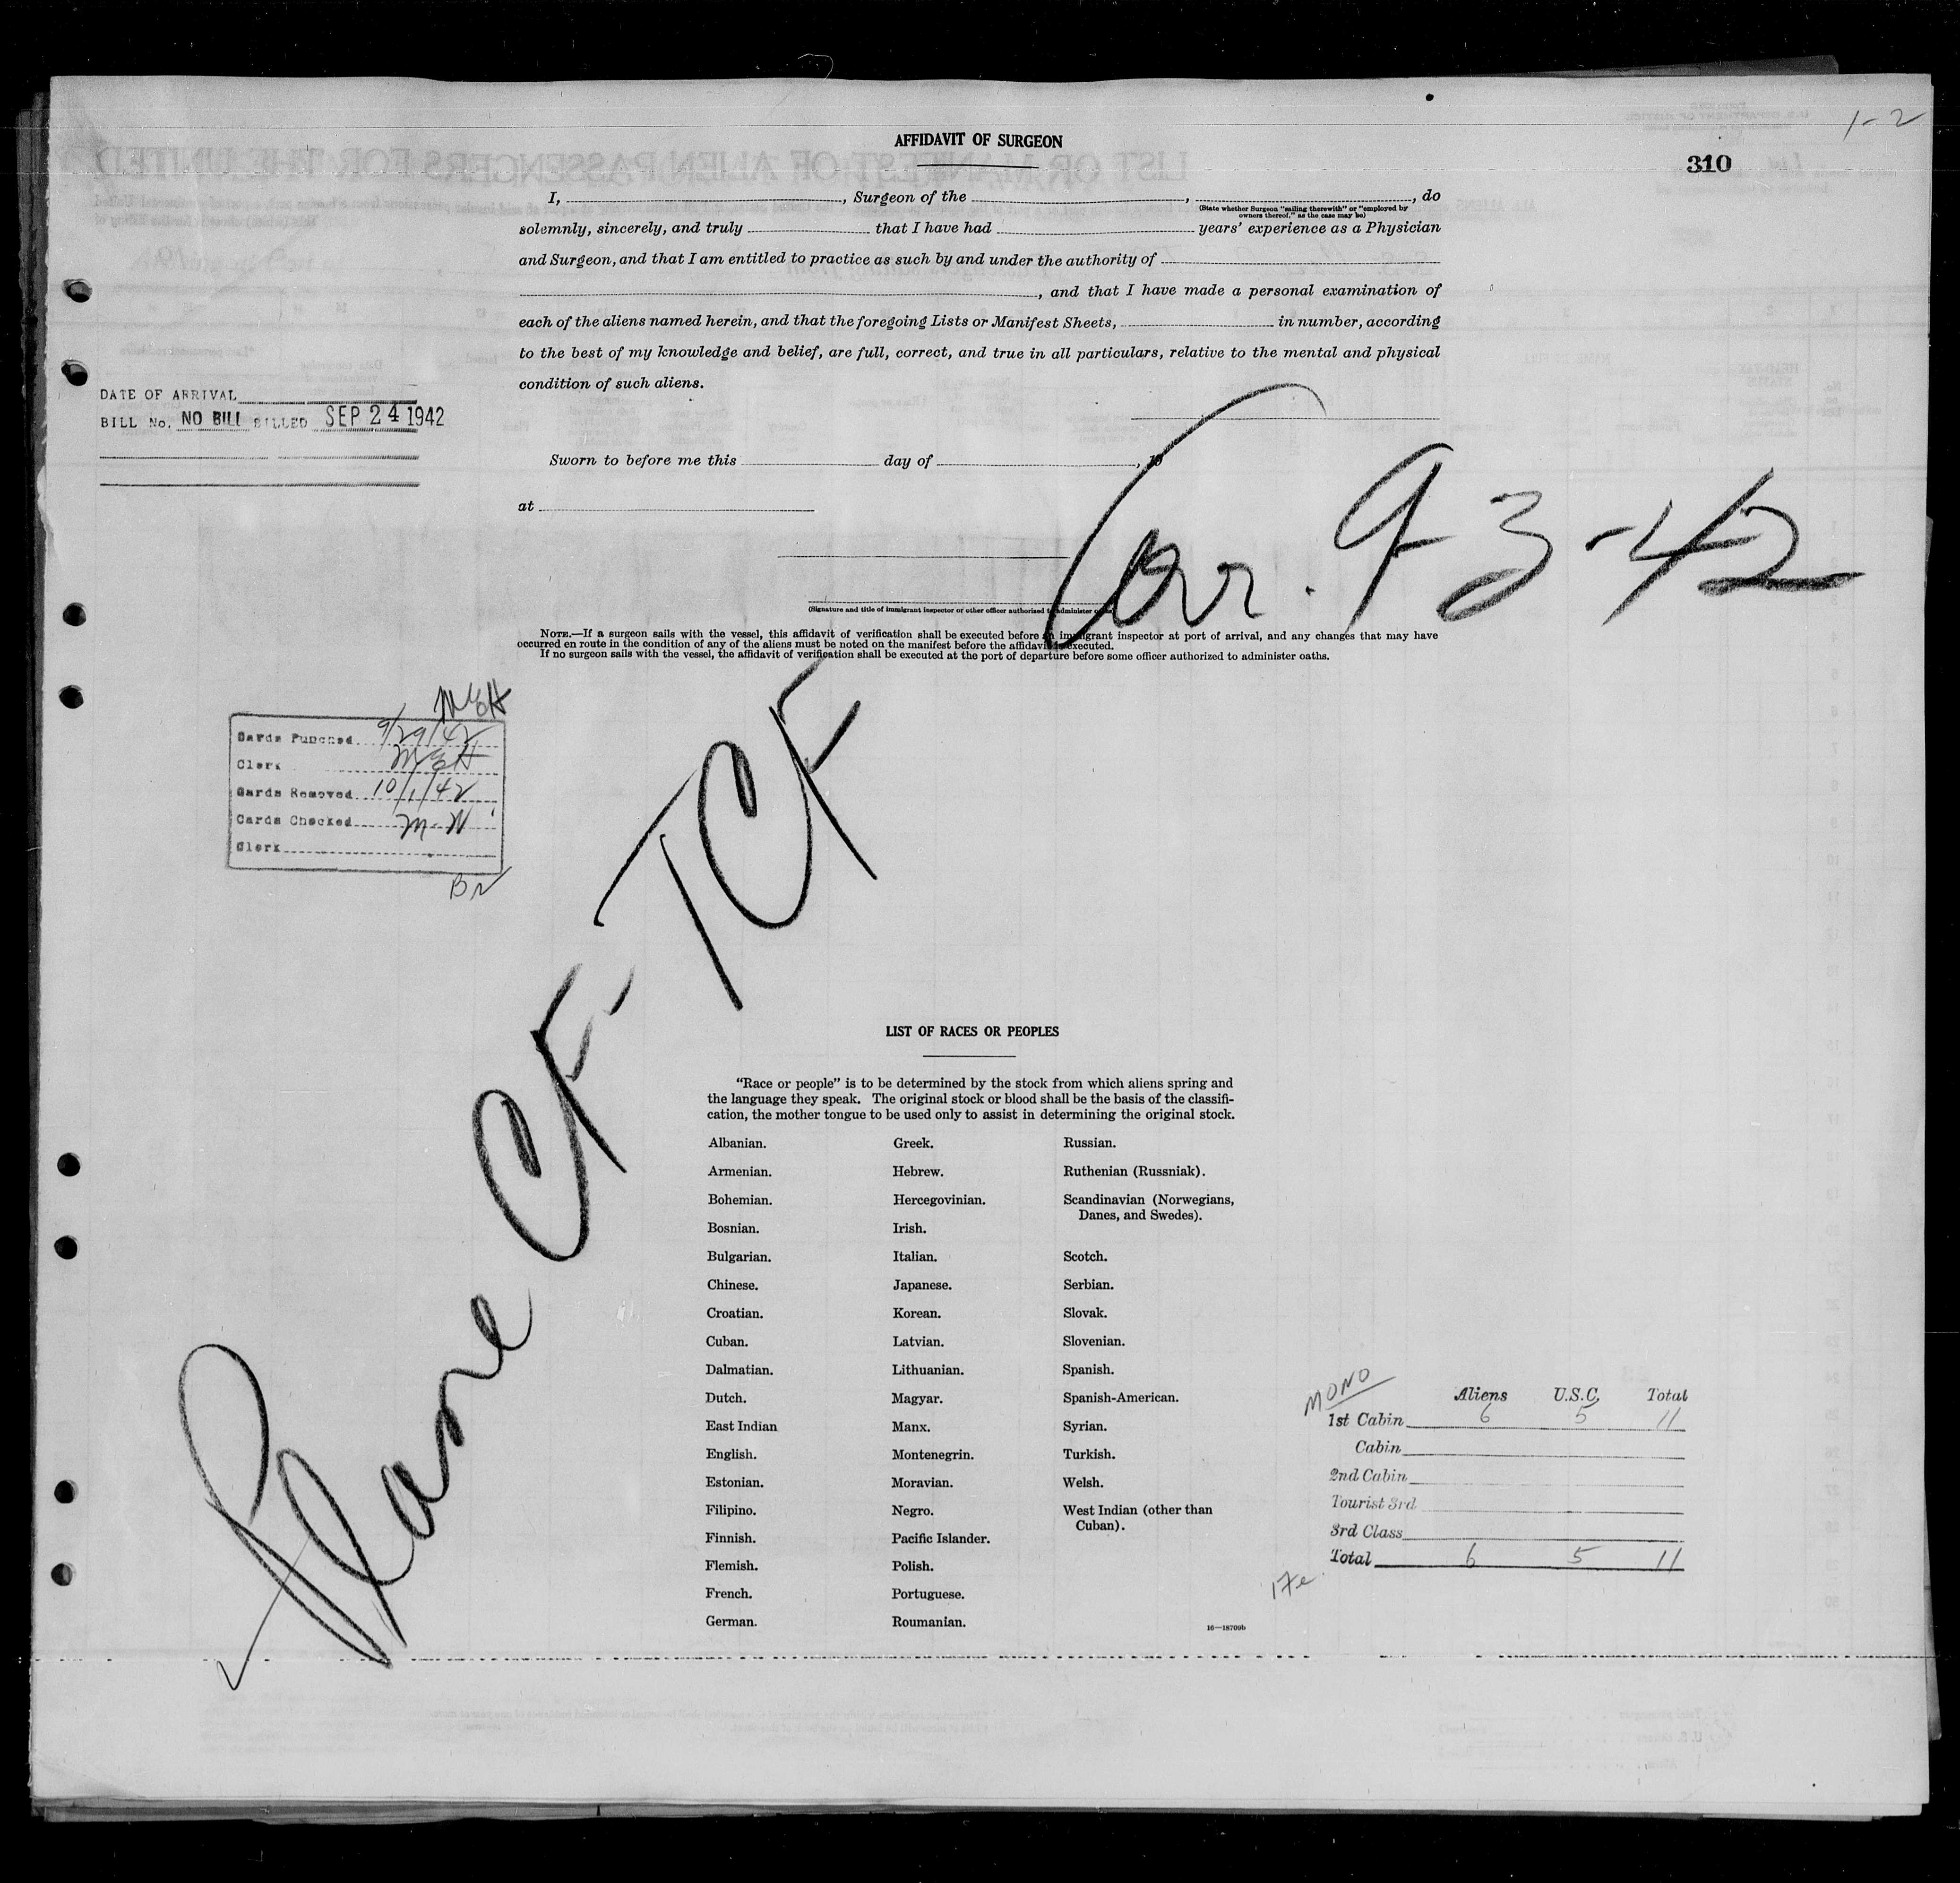 1-2
AFFIDAVIT OF SURGEON
310
I, , Surgeon of the , , do
(State whether Surgeon "sailing therewith" or "employed by
owners thereof," as the case may be)
solemnly, sincerely, and truly that I have had years' experience as a Physician
and Surgeon, and that I am entitled to practice as such by and under the authority of
, and that I have made a personal examination of
each of the aliens named herein, and that the foregoing Lists or Manifest Sheets, in number, according
to the best of my knowledge and belief, are full, correct, and true in all particulars, relative to the mental and physical
condition of such aliens.
DATE OF ARRIVAL
BILL No. NO BILL BILLED SEP 24 1942
Sworn to before me this day of , 19
at
arr. 9-3-42
(Signature and title of immigrant inspector or other officer authorized to administer
NOTE.—If a surgeon sails with the vessel, this affidavit of verification shall be executed before an immigrant inspector at port of arrival, and any changes that may have
occurred en route in the condition of any of the aliens must be noted on the manifest before the affidavit is executed.
If no surgeon sails with the vessel, the affidavit of verification shall be executed at the port of departure before some officer authorized to administer oaths.
MEH
Cards Punched 9/29/42
Clerk MEH
Cards Removed 10/1/42
Cards Checked M-N
Clerk
BN
Plane CF-TCF
LIST OF RACES OR PEOPLES
"Race or people" is to be determined by the stock from which aliens spring and
the language they speak. The original stock or blood shall be the basis of the classifi-
cation, the mother tongue to be used only to assist in determining the original stock.
Albanian.
Armenian.
Bohemian.
Bosnian.
Bulgarian.
Chinese.
Croatian.
Cuban.
Dalmatian.
Dutch.
East Indian
English.
Estonian.
Filipino.
Finnish.
Flemish.
French.
German.
Greek.
Hebrew.
Hercegovinian.
Irish.
Italian.
Japanese.
Korean.
Latvian.
Lithuanian.
Magyar.
Manx.
Montenegrin.
Moravian.
Negro.
Pacific Islander.
Polish.
Portuguese.
Roumanian.
Russian.
Ruthenian (Russniak).
Scandinavian (Norwegians,
Danes, and Swedes).
Scotch.
Serbian.
Slovak.
Slovenian.
Spanish.
Spanish-American.
Syrian.
Turkish.
Welsh.
West Indian (other than
Cuban).
16—18709b
MONO
Aliens U.S.C. Total
1st Cabin 6 5 11
Cabin
2nd Cabin
Tourist 3rd
3rd Class
Total 6 5 11